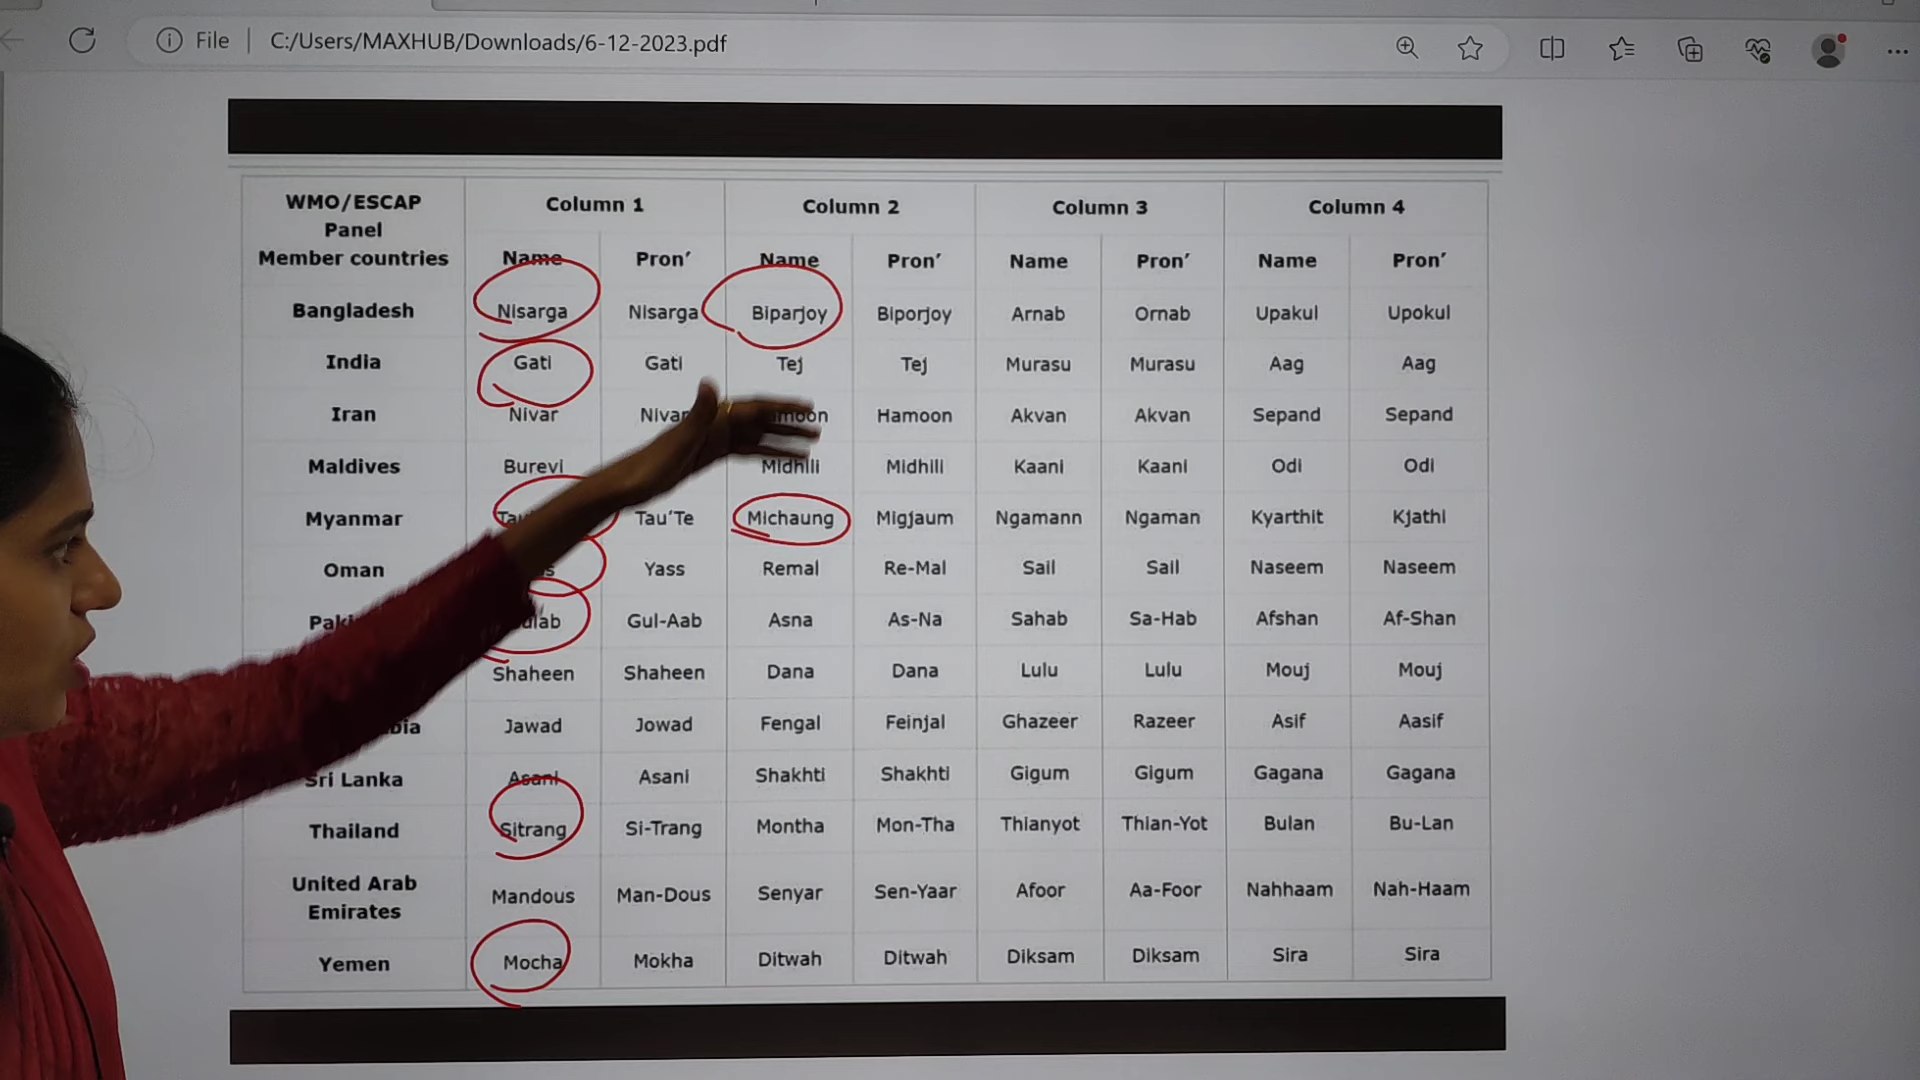 File C:/Users/MAXHUB/Downloads/6-12-2023.pdf
WMO/ESCAP Panel Member countries Column 1 Column 2 Column 3 Column 4
Name Pron’ Name Pron’ Name Pron’ Name Pron’
Bangladesh Nisarga Nisarga Biparjoy Biporjoy Arnab Ornab Upakul Upokul
India Gati Gati Tej Tej Murasu Murasu Aag Aag
Iran Nivar Nivar Hamoon Akvan Akvan Sepand Sepand
Maldives Burevi Midhili Midhili Kaani Kaani Odi Odi
Myanmar Tau’Te Michaung Migjaum Ngamann Ngaman Kyarthit Kjathi
Oman Yass Remal Re-Mal Sail Sail Naseem Naseem
Gul-Aab Asna As-Na Sahab Sa-Hab Afshan Af-Shan
Shaheen Shaheen Dana Dana Lulu Lulu Mouj Mouj
Jawad Jowad Fengal Feinjal Ghazeer Razeer Asif Aasif
Sri Lanka Asani Asani Shakhti Shakhti Gigum Gigum Gagana Gagana
Thailand Sitrang Si-Trang Montha Mon-Tha Thianyot Thian-Yot Bulan Bu-Lan
United Arab Emirates Mandous Man-Dous Senyar Sen-Yaar Afoor Aa-Foor Nahhaam Nah-Haam
Yemen Mocha Mokha Ditwah Ditwah Diksam Diksam Sira Sira